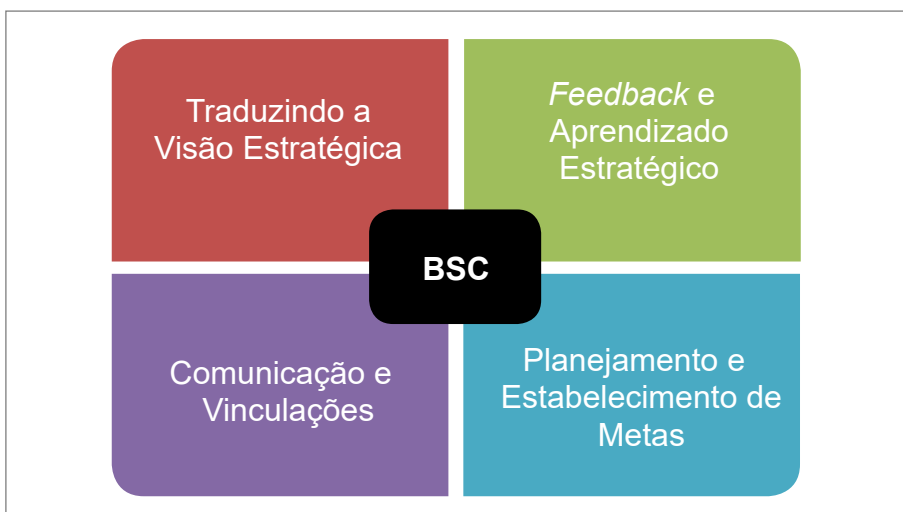 Traduzindo a
Visão Estratégica
Feedback e
Aprendizado
Estratégico
BSC
Comunicação e
Vinculações
Planejamento e
Estabelecimento de
Metas